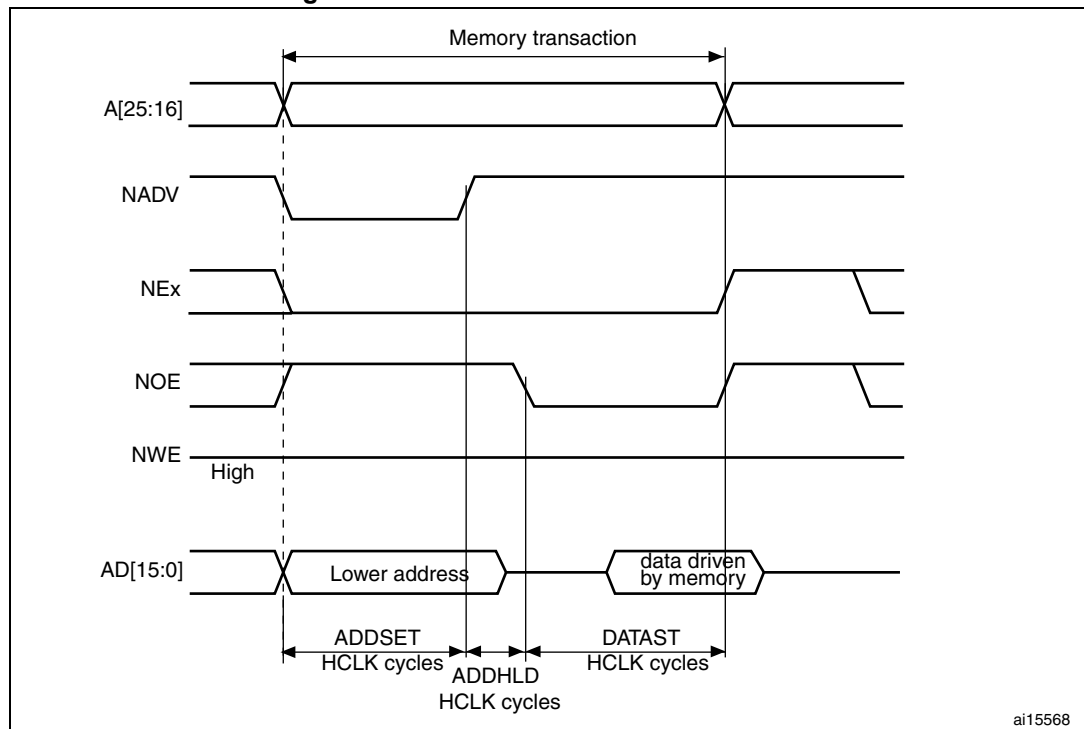 Memory transaction
A[25:16]
NADV
NEx
NOE
NWE
High
AD[15:0]
Lower address
data driven
by memory
ADDSET
HCLK cycles
ADDHLD
HCLK cycles
DATAST
HCLK cycles
ai15568